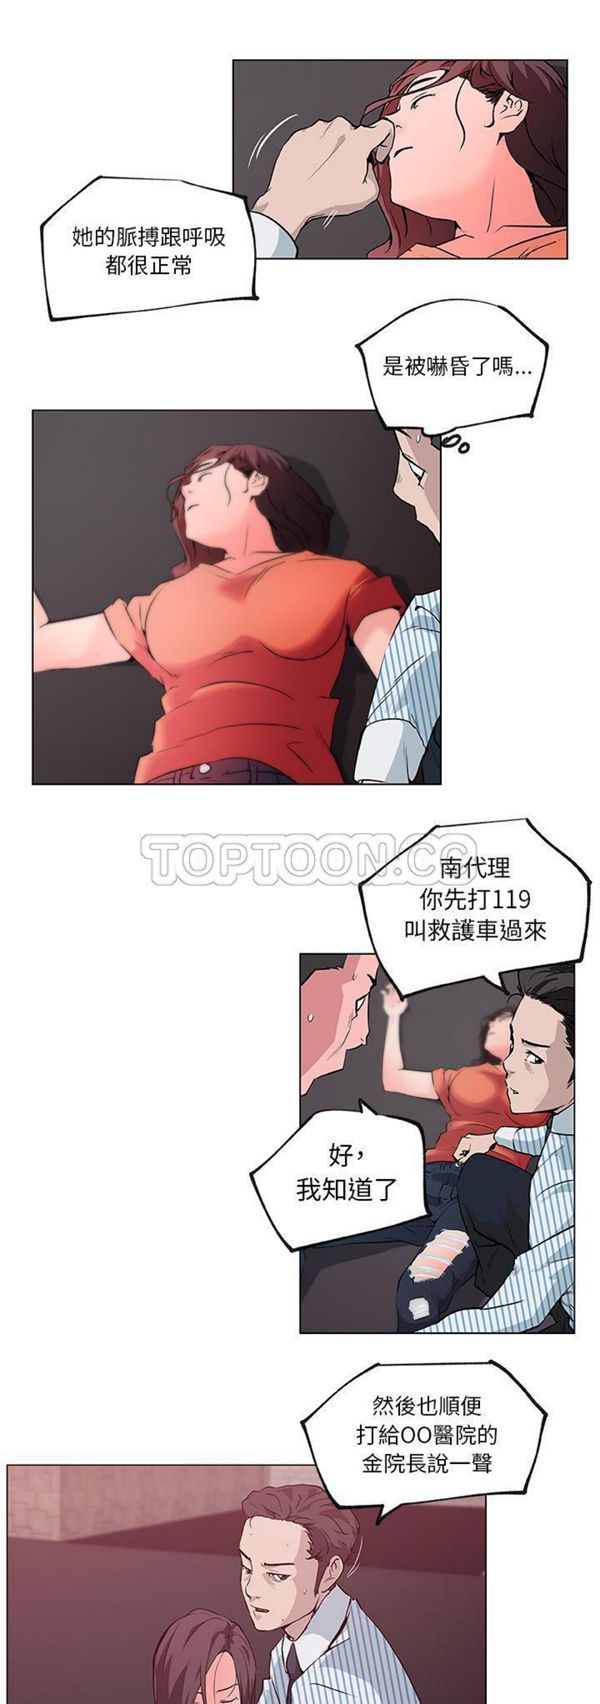 她的脈搏跟呼吸
都很正常
是被嚇昏了嗎...
TOPTOON.CO
南代理
你先打119
叫救護車過來
好，
我知道了
然後也順便
打給OO醫院的
金院長說一聲